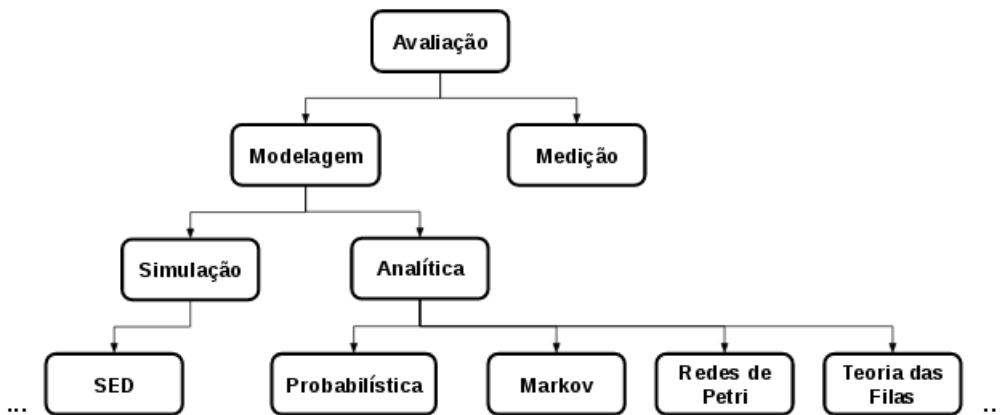 Avaliação
Modelagem
Medição
Simulação
Analítica
SED
Probabilística
Markov
Redes de
Petri
Teoria das
Filas
...
..